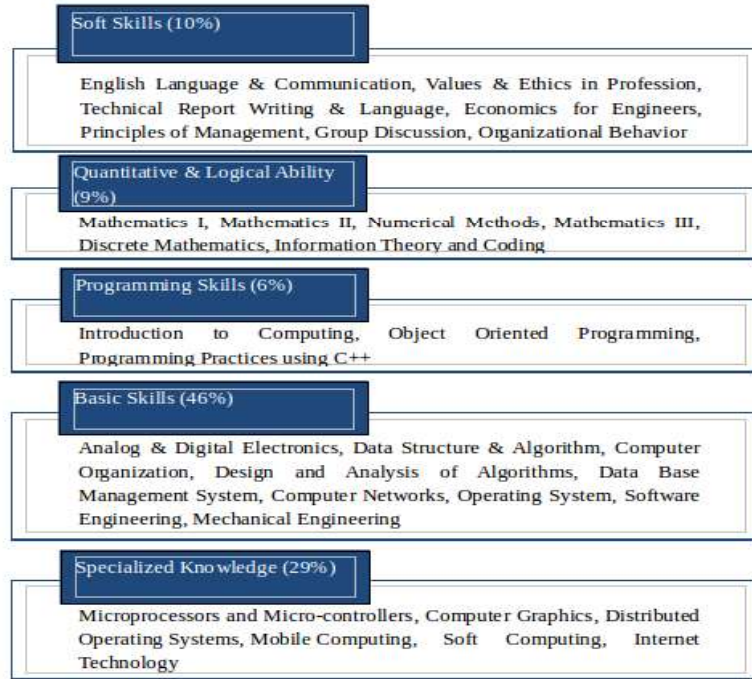 Soft Skills (10%)
English Language & Communication, Values & Ethics in Profession,
Technical Report Writing & Language, Economics for Engineers,
Principles of Management, Group Discussion, Organizational Behavior
Quantitative & Logical Ability
(9%)
Mathematics I, Mathematics II, Numerical Methods, Mathematics III,
Discrete Mathematics, Information Theory and Coding
Programming Skills (6%)
Introduction to Computing, Object Oriented Programming,
Programming Practices using C++
Basic Skills (46%)
Analog & Digital Electronics, Data Structure & Algorithm, Computer
Organization, Design and Analysis of Algorithms, Data Base
Management System, Computer Networks, Operating System, Software
Engineering, Mechanical Engineering
Specialized Knowledge (29%)
Microprocessors and Micro-controllers, Computer Graphics, Distributed
Operating Systems, Mobile Computing, Soft Computing, Internet
Technology